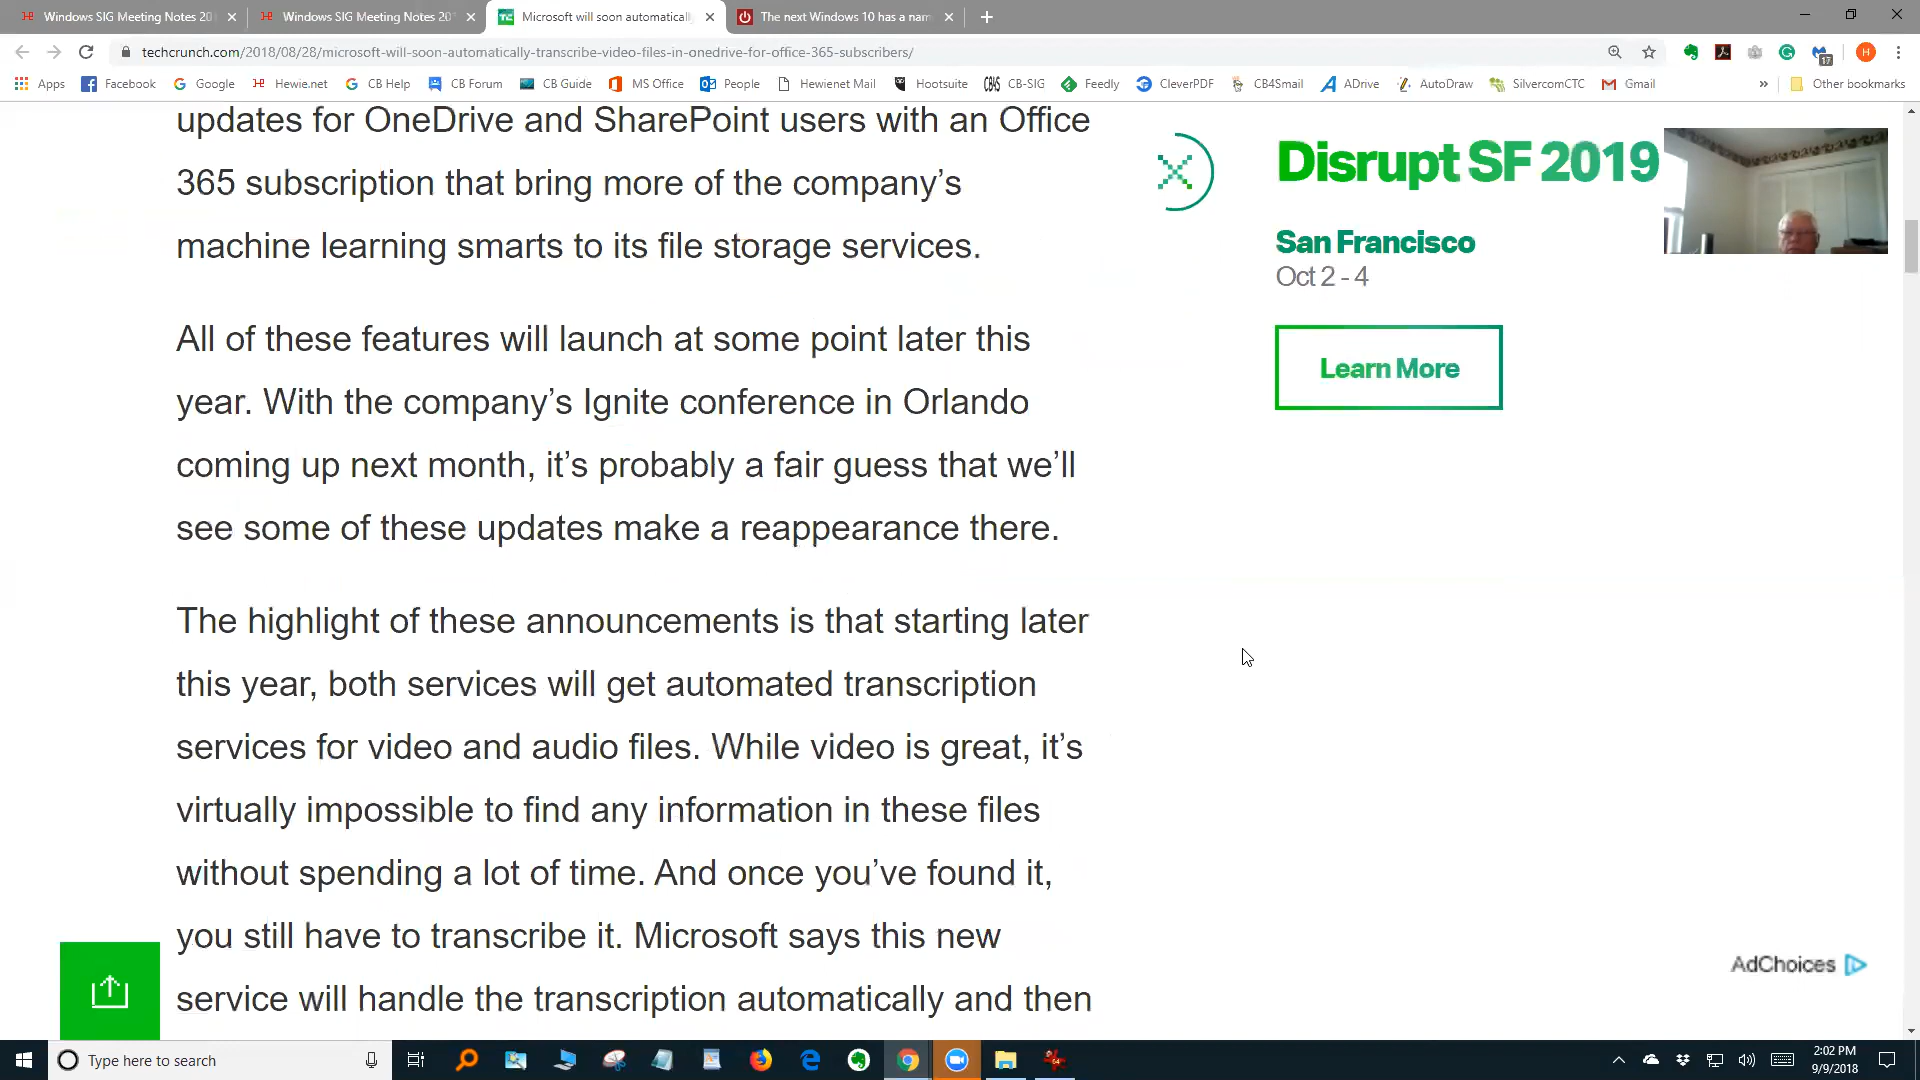 Windows SIG Meeting Notes 20
Windows SIG Meeting Notes 20
Microsoft will soon automatically
The next Windows 10 has a nam
techcrunch.com/2018/08/28/microsoft-will-soon-automatically-transcribe-video-files-in-onedrive-for-office-365-subscribers/
17
H
Apps
Facebook
Google
Hewie.net
CB Help
CB Forum
CB Guide
MS Office
People
Hewienet Mail
Hootsuite
CB-SIG
Feedly
CleverPDF
CB4Smail
ADrive
AutoDraw
SilvercomCTC
Gmail
»
Other bookmarks
updates for OneDrive and SharePoint users with an Office
365 subscription that bring more of the company’s
machine learning smarts to its file storage services.
All of these features will launch at some point later this
year. With the company’s Ignite conference in Orlando
coming up next month, it’s probably a fair guess that we’ll
see some of these updates make a reappearance there.
The highlight of these announcements is that starting later
this year, both services will get automated transcription
services for video and audio files. While video is great, it’s
virtually impossible to find any information in these files
without spending a lot of time. And once you’ve found it,
you still have to transcribe it. Microsoft says this new
service will handle the transcription automatically and then
Disrupt SF 2019
San Francisco
Oct 2 - 4
Learn More
AdChoices
Type here to search
2:02 PM
9/9/2018